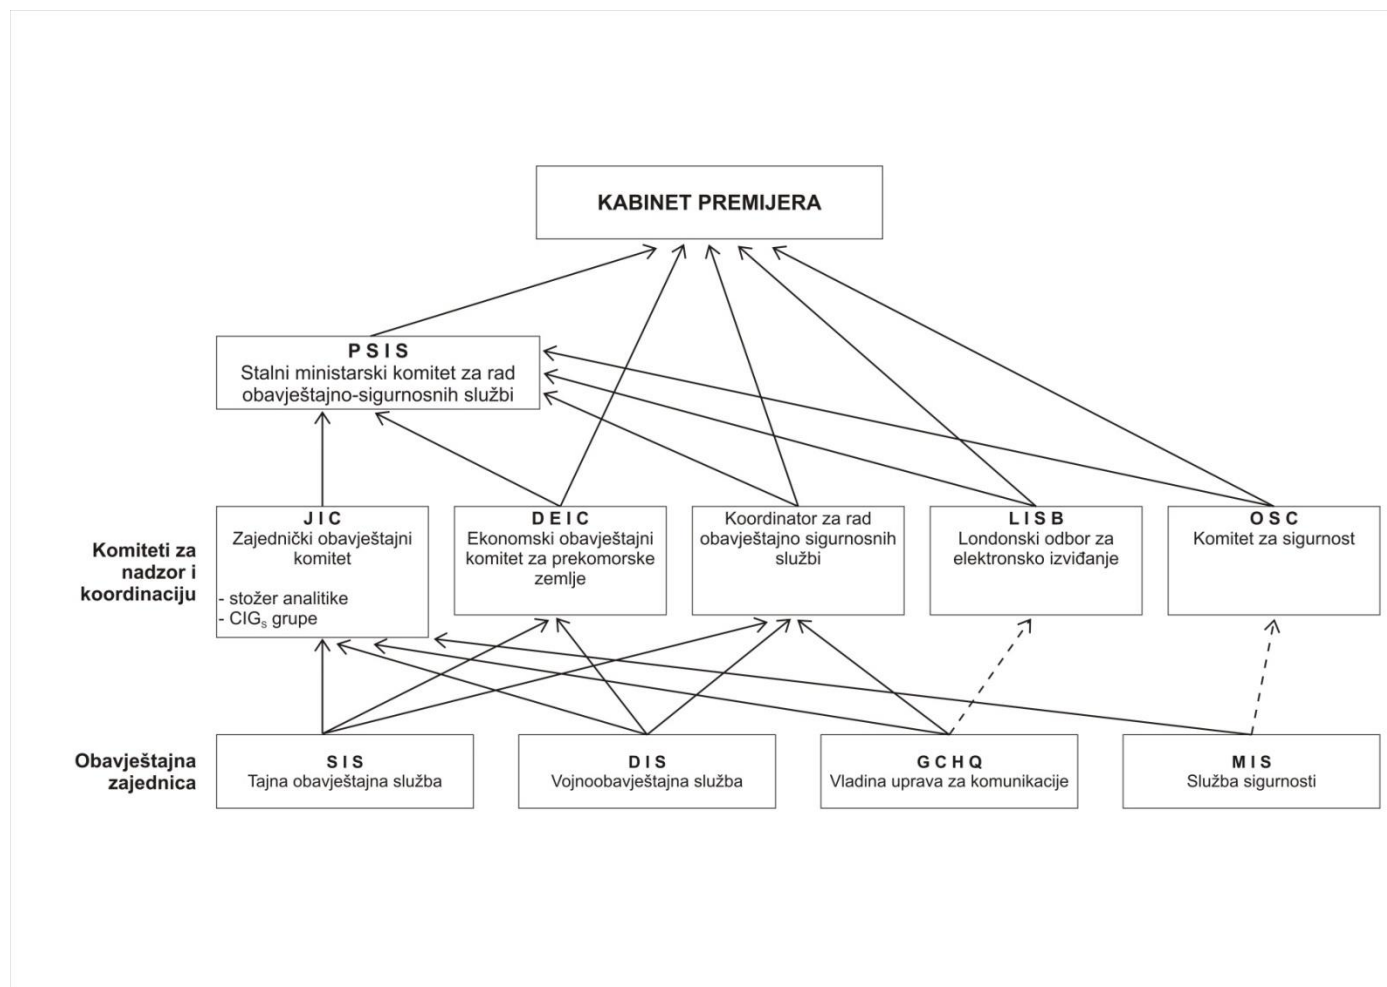 KABINET PREMIJERA
P S I S
Stalni ministarski komitet za rad
obavještajno-sigurnosnih službi
Komiteti za
nadzor i
koordinaciju
J I C
Zajednički obavještajni
komitet
- stožer analitike
- CIGs grupe
D E I C
Ekonomski obavještajni
komitet za prekomorske
zemlje
Koordinator za rad
obavještajno sigurnosnih
službi
L I S B
Londonski odbor za
elektronsko izviđanje
O S C
Komitet za sigurnost
Obavještajna
zajednica
S I S
Tajna obavještajna služba
D I S
Vojnoobavještajna služba
G C H Q
Vladina uprava za komunikacije
M I S
Služba sigurnosti